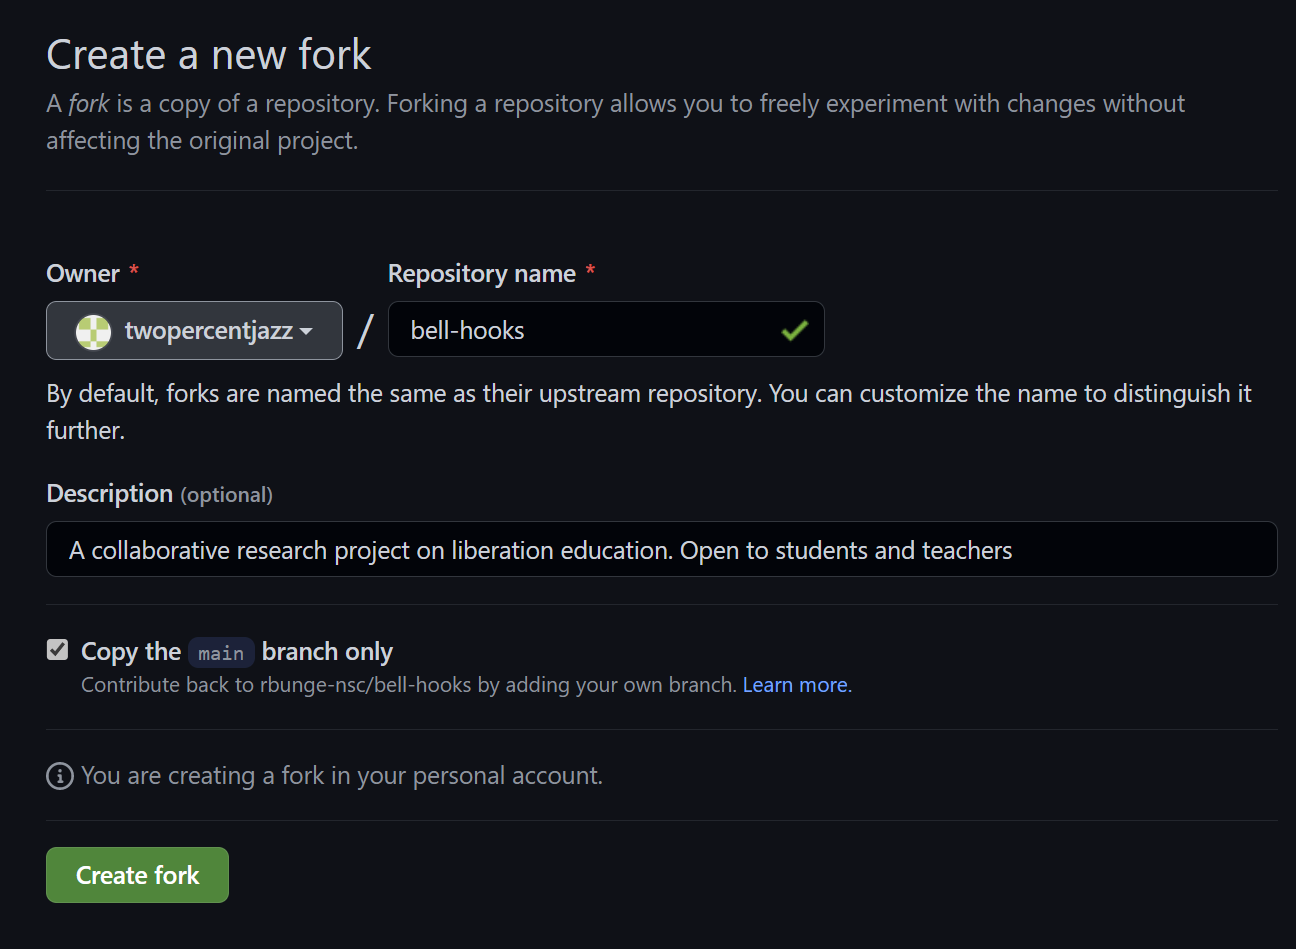 Create a new fork
A fork is a copy of a repository. Forking a repository allows you to freely experiment with changes without
affecting the original project.
Owner * Repository name *
twopercentjazz / bell-hooks
By default, forks are named the same as their upstream repository. You can customize the name to distinguish it
further.
Description (optional)
A collaborative research project on liberation education. Open to students and teachers
Copy the main branch only
Contribute back to rbunge-nsc/bell-hooks by adding your own branch. Learn more.
You are creating a fork in your personal account.
Create fork